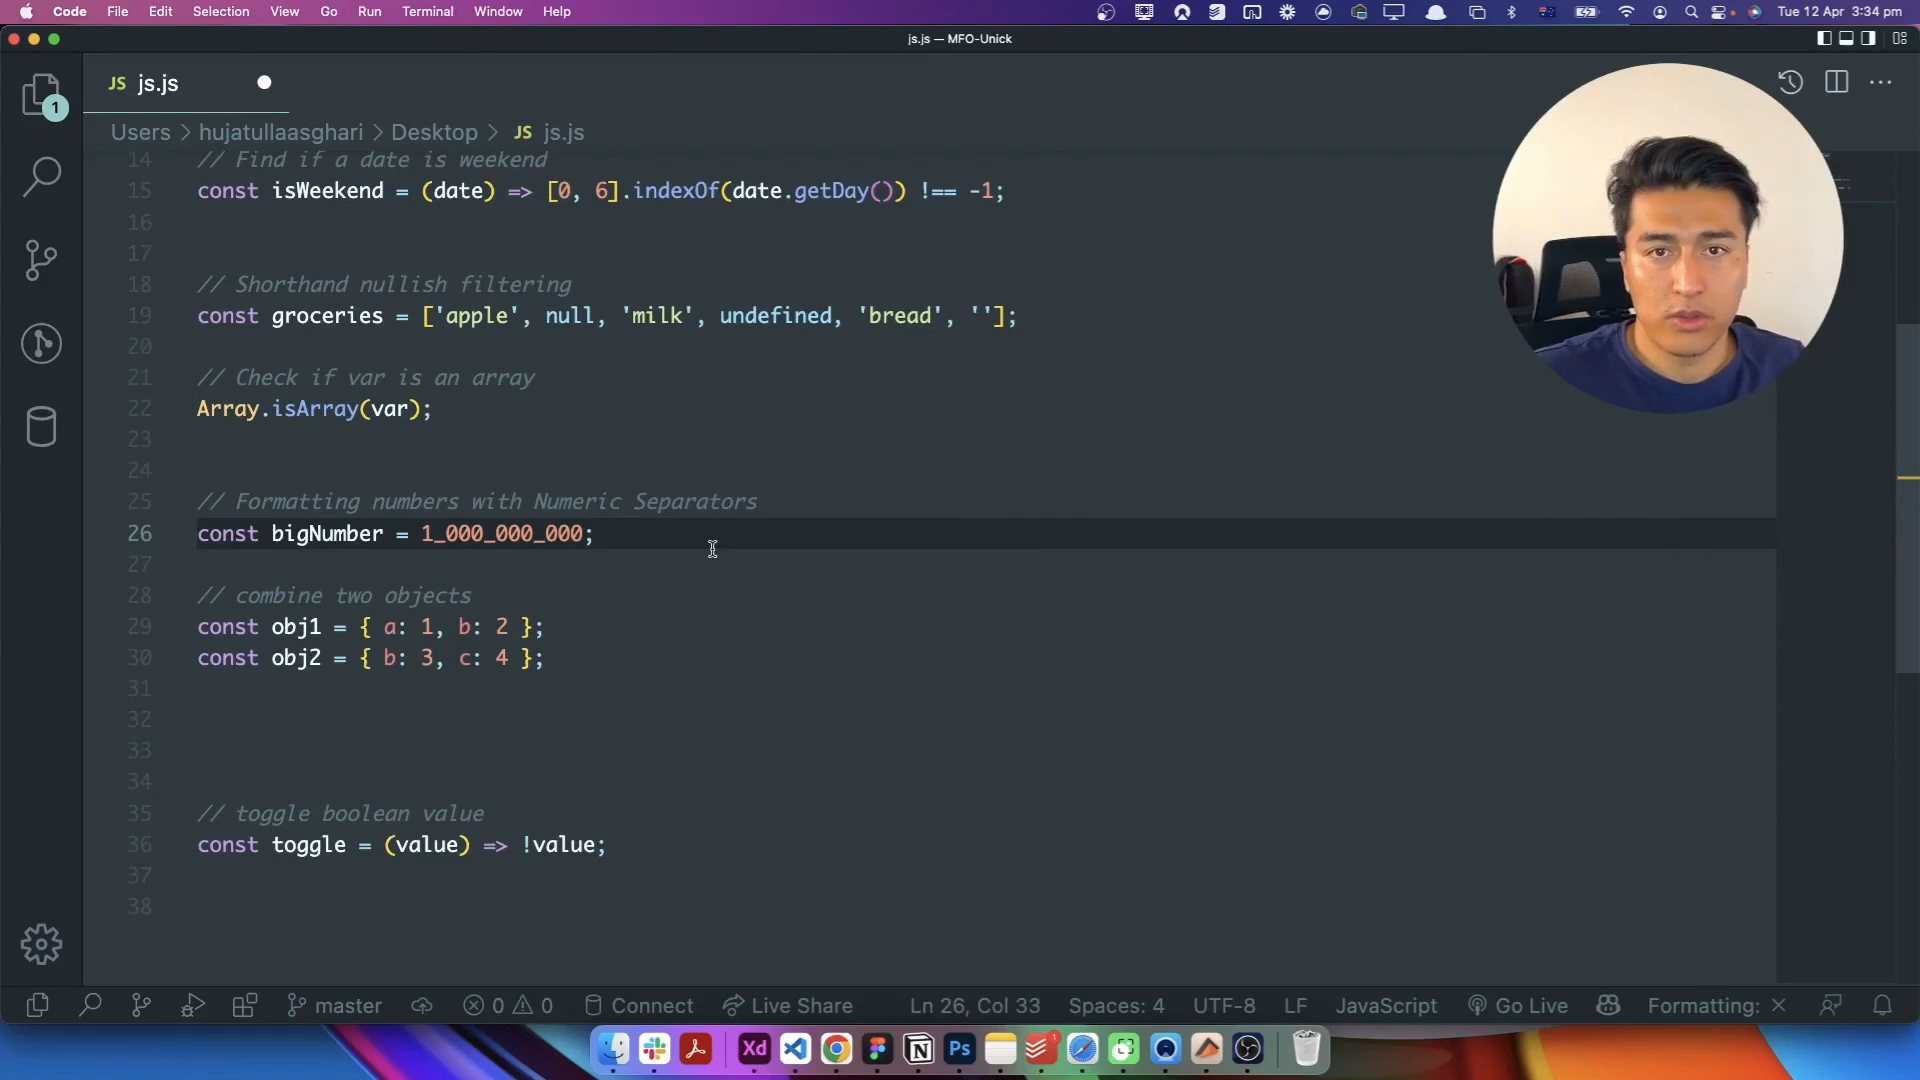 Code File Edit Selection View Go Run Terminal Window Help Tue 12 Apr 3:34 pm
js.js — MFO-Unick
1
JS js.js
Users > hujatullaasghari > Desktop > JS js.js
14 // Find if a date is weekend
15 const isWeekend = (date) => [0, 6].indexOf(date.getDay()) !== -1;
16
17
18 // Shorthand nullish filtering
19 const groceries = ['apple', null, 'milk', undefined, 'bread', ''];
20
21 // Check if var is an array
22 Array.isArray(var);
23
24
25 // Formatting numbers with Numeric Separators
26 const bigNumber = 1_000_000_000;
27
28 // combine two objects
29 const obj1 = { a: 1, b: 2 };
30 const obj2 = { b: 3, c: 4 };
31
32
33
34
35 // toggle boolean value
36 const toggle = (value) => !value;
37
38
master 0 0 Connect Live Share Ln 26, Col 33 Spaces: 4 UTF-8 LF JavaScript Go Live Formatting: ×
Xd N Ps 1